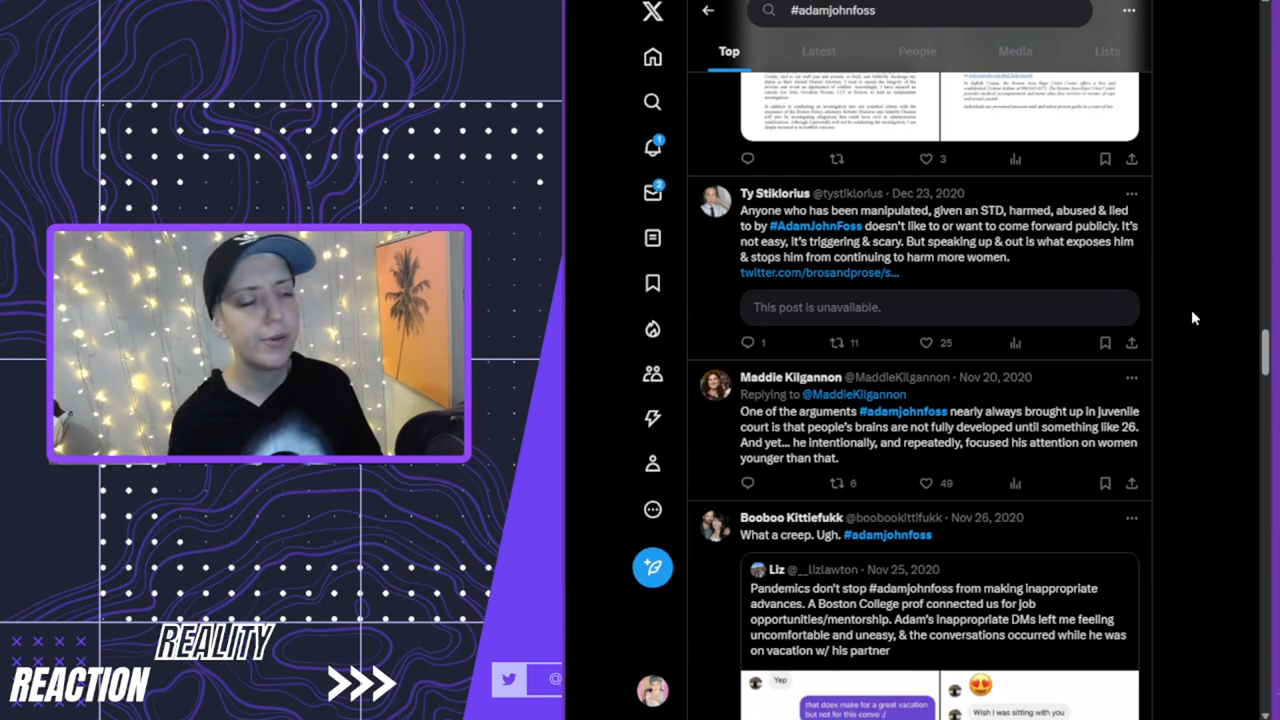 #adamjohnfoss
Top
Latest
People
Media
Lists
3
Ty Stiklorius @tystiklorius · Dec 23, 2020
Anyone who has been manipulated, given an STD, harmed, abused & lied
to by #AdamJohnFoss doesn't like to or want to come forward publicly. It's
not easy, it's triggering & scary. But speaking up & out is what exposes him
& stops him from continuing to harm more women.
twitter.com/brosandprose/s...
This post is unavailable.
1
11
25
Maddie Kilgannon @MaddieKilgannon · Nov 20, 2020
Replying to @MaddieKilgannon
One of the arguments #adamjohnfoss nearly always brought up in juvenile
court is that people's brains are not fully developed until something like 26.
And yet... he intentionally, and repeatedly, focused his attention on women
younger than that.
6
49
Booboo Kittiefukk @boobookittifukk · Nov 26, 2020
What a creep. Ugh. #adamjohnfoss
Liz @__lizlawton · Nov 25, 2020
Pandemics don't stop #adamjohnfoss from making inappropriate
advances. A Boston College prof connected us for job
opportunities/mentorship. Adam's inappropriate DMs left me feeling
uncomfortable and uneasy, & the conversations occurred while he was
on vacation w/ his partner
Yep
that does make for a great vacation
but not for this convo :/
Wish I was sitting with you
1
2
REALITY
REACTION
@